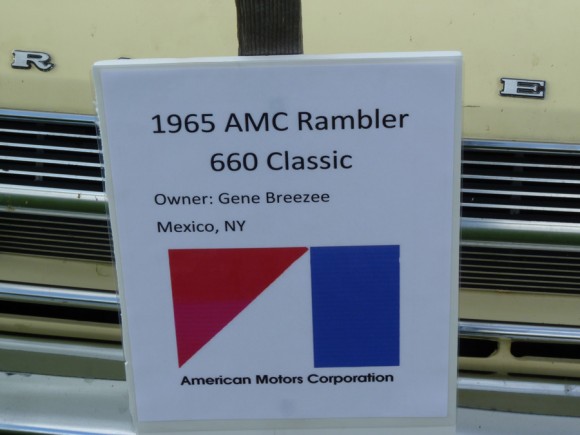 R E
1965 AMC Rambler
660 Classic
Owner: Gene Breezee
Mexico, NY
American Motors Corporation